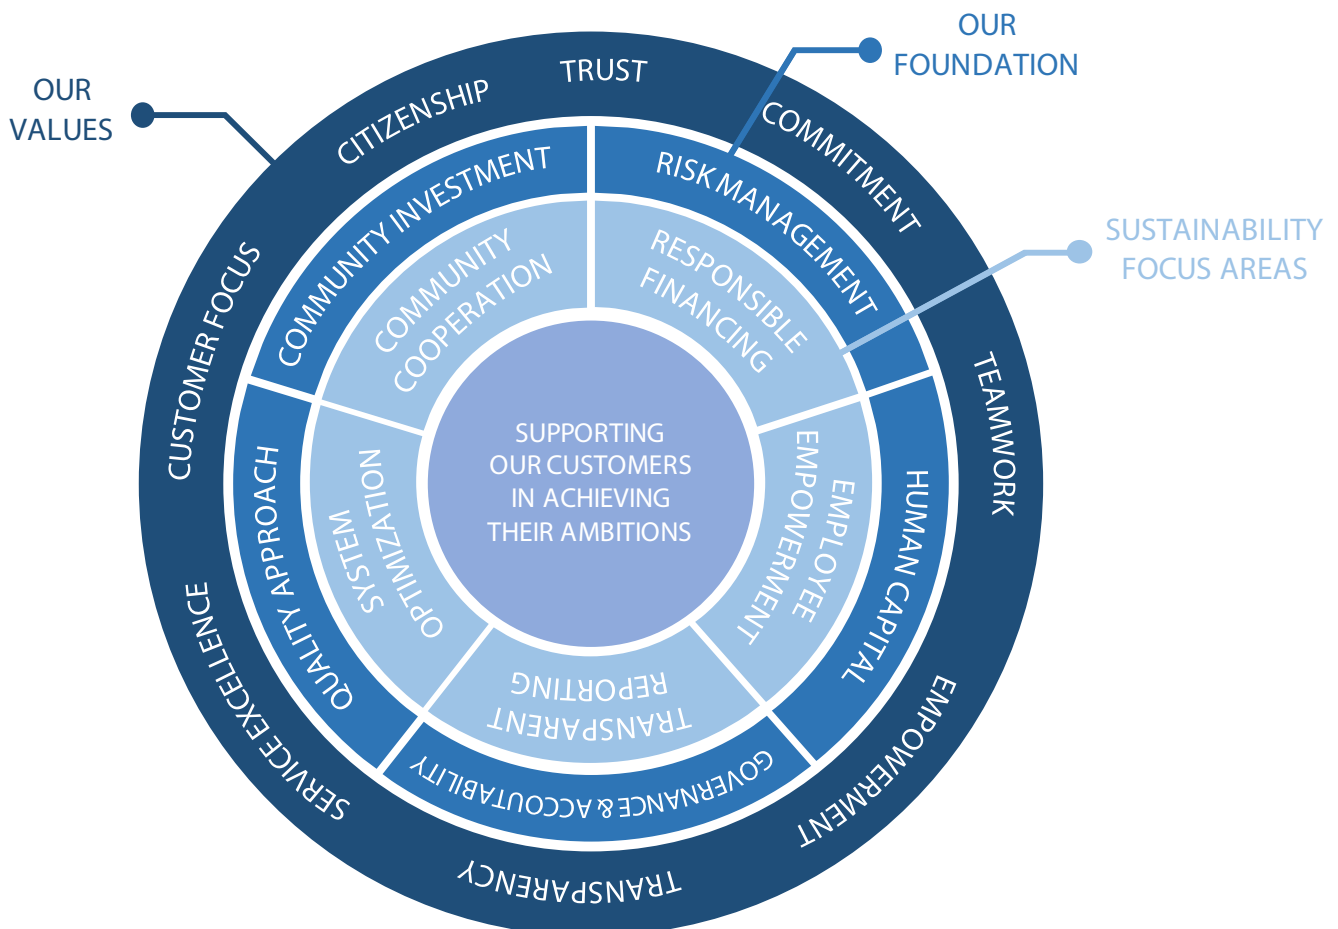 OUR
VALUES
OUR
FOUNDATION
SUSTAINABILITY
FOCUS AREAS
TRUST
COMMITMENT
TEAMWORK
EMPOWERMENT
TRANSPARENCY
SERVICE EXCELLENCE
CUSTOMER FOCUS
CITIZENSHIP
RISK MANAGEMENT
HUMAN CAPITAL
GOVERNANCE & ACCOUTABILITY
QUALITY APPROACH
COMMUNITY INVESTMENT
RESPONSIBLE
FINANCING
EMPLOYEE
EMPOWERMENT
TRANSPARENT
REPORTING
SYSTEM
OPTIMIZATION
COMMUNITY
COOPERATION
SUPPORTING
OUR CUSTOMERS
IN ACHIEVING
THEIR AMBITIONS